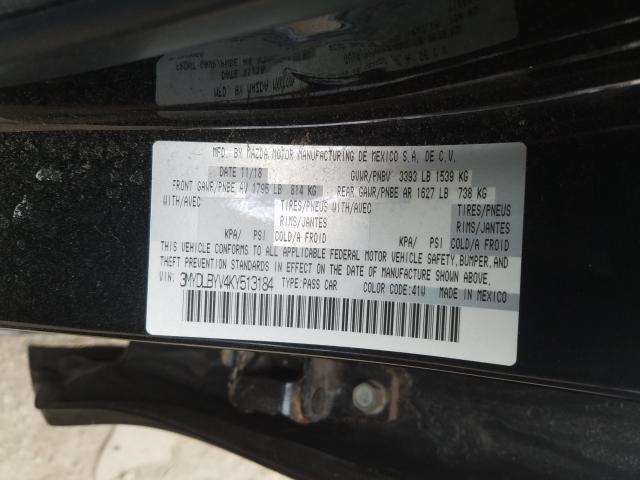 MFD. BY MAZDA MOTOR MANUFACTURING DE MEXICO S.A. DE C.V.
DATE 11/18 GVWR/PNBV 3393 LB 1539 KG
FRONT GAWR/PNBE AV 1795 LB 814 KG REAR GAWR/PNBE AR 1627 LB 738 KG
WITH/AVEC TIRES/PNEUS WITH/AVEC TIRES/PNEUS
RIMS/JANTES RIMS/JANTES
KPA/ PSI COLD/A FROID KPA/ PSI COLD/A FROID
THIS VEHICLE CONFORMS TO ALL APPLICABLE FEDERAL MOTOR VEHICLE SAFETY, BUMPER, AND
THEFT PREVENTION STANDARDS IN EFFECT ON THE DATE OF MANUFACTURE SHOWN ABOVE.
VIN: 3MYDLBYV4KY513184 TYPE:PASS CAR COLOR CODE:41W MADE IN MEXICO